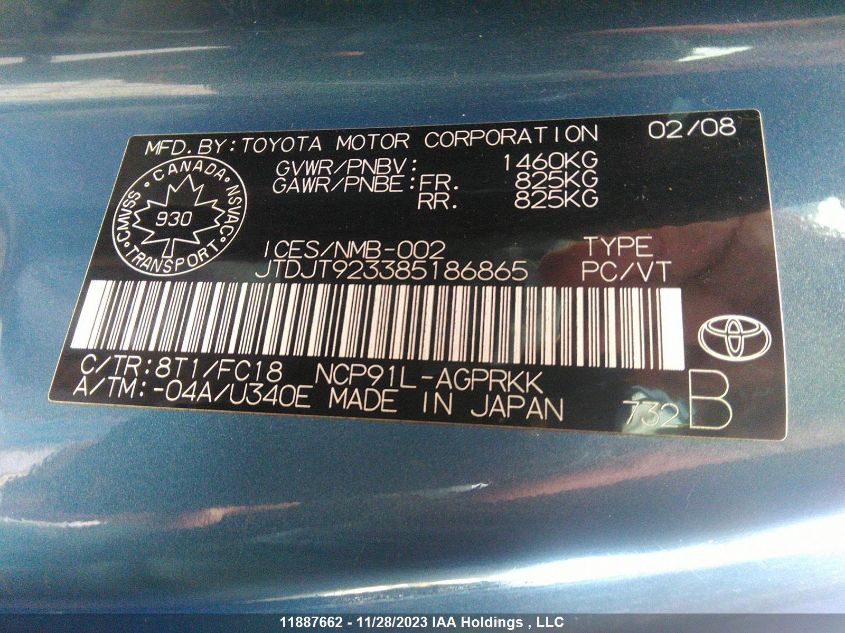 MFD. BY: TOYOTA MOTOR CORPORATION 02/08
GVWR/PNBV: 1460KG
GAWR/PNBE: FR. 825KG
RR. 825KG
CANADA
CMVSS 930 NSVAC
TRANSPORT
ICES/NMB-002 TYPE
JTDJT923385186865 PC/VT
C/TR: 8T1/FC18 NCP91L-AGPRKK
A/TM: -04A/U340E MADE IN JAPAN 732 B
11887662 - 11/28/2023 IAA Holdings , LLC